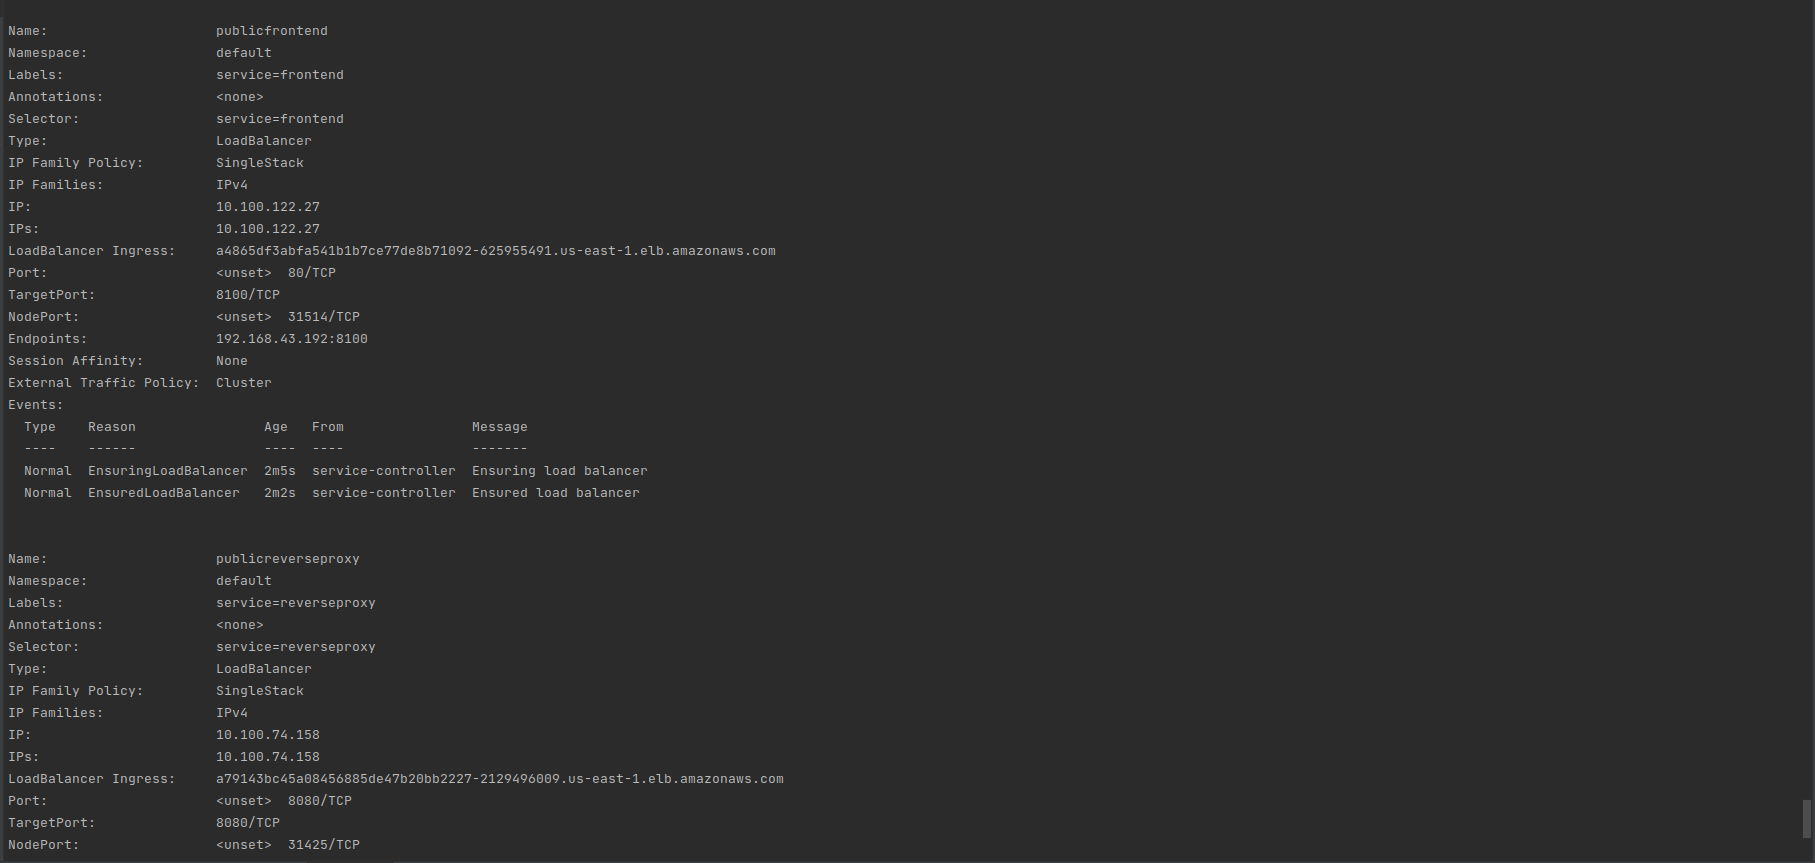 Name:                     publicfrontend
Namespace:                default
Labels:                   service=frontend
Annotations:              <none>
Selector:                 service=frontend
Type:                     LoadBalancer
IP Family Policy:         SingleStack
IP Families:              IPv4
IP:                       10.100.122.27
IPs:                      10.100.122.27
LoadBalancer Ingress:     a4865df3abfa541b1b7ce77de8b71092-625955491.us-east-1.elb.amazonaws.com
Port:                     <unset>  80/TCP
TargetPort:               8100/TCP
NodePort:                 <unset>  31514/TCP
Endpoints:                192.168.43.192:8100
Session Affinity:         None
External Traffic Policy:  Cluster
Events:
  Type    Reason                Age   From                Message
  ----    ------                ----  ----                -------
  Normal  EnsuringLoadBalancer  2m5s  service-controller  Ensuring load balancer
  Normal  EnsuredLoadBalancer   2m2s  service-controller  Ensured load balancer
Name:                     publicreverseproxy
Namespace:                default
Labels:                   service=reverseproxy
Annotations:              <none>
Selector:                 service=reverseproxy
Type:                     LoadBalancer
IP Family Policy:         SingleStack
IP Families:              IPv4
IP:                       10.100.74.158
IPs:                      10.100.74.158
LoadBalancer Ingress:     a79143bc45a08456885de47b20bb2227-2129496009.us-east-1.elb.amazonaws.com
Port:                     <unset>  8080/TCP
TargetPort:               8080/TCP
NodePort:                 <unset>  31425/TCP